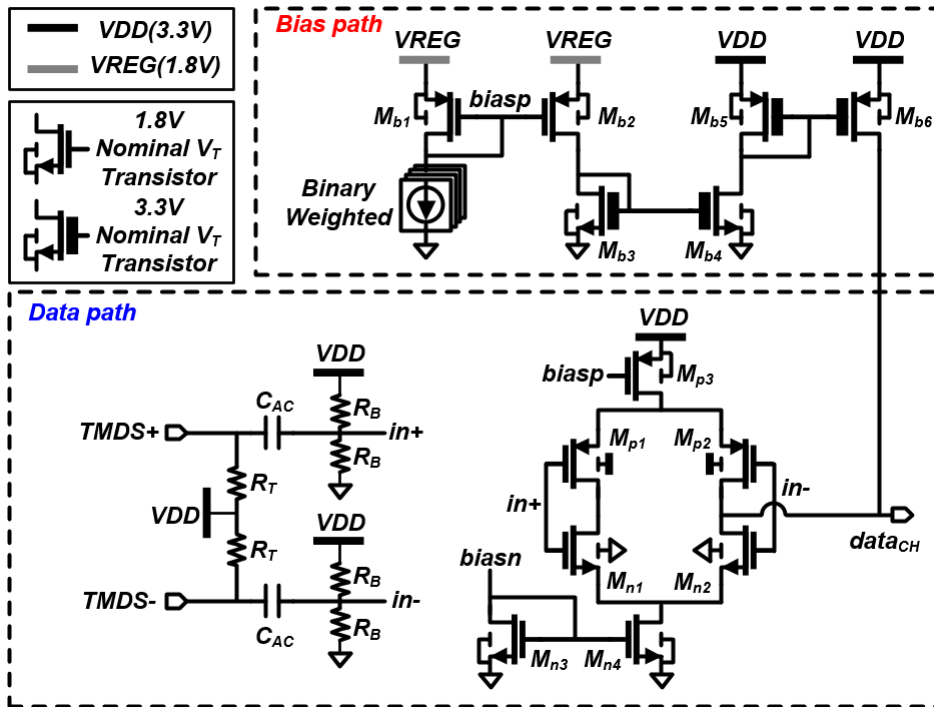 VDD(3.3V)
VREG(1.8V)
1.8V
Nominal VT
Transistor
3.3V
Nominal VT
Transistor
Bias path
VREG
VREG
VDD
VDD
Mb1
biasp
Mb2
Mb5
Mb6
Binary
Weighted
Mb3
Mb4
Data path
VDD
CAC
RB
TMDS+
in+
RB
RT
VDD
VDD
RT
RB
TMDS-
in-
CAC
RB
VDD
biasp
Mp3
Mp1
Mp2
in+
in-
dataCH
biasn
Mn1
Mn2
Mn3
Mn4